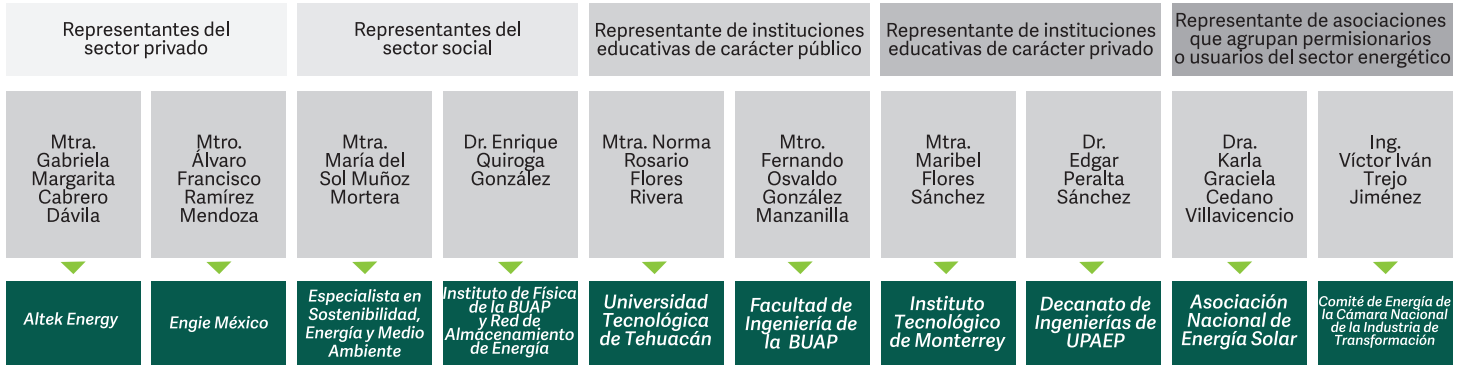 Representantes del
sector privado
Representantes del
sector social
Representante de instituciones
educativas de carácter público
Representante de instituciones
educativas de carácter privado
Representante de asociaciones
que agrupan permisionarios
o usuarios del sector energético
Mtra.
Gabriela
Margarita
Cabrero
Dávila
Mtro.
Álvaro
Francisco
Ramírez
Mendoza
Mtra.
María del
Sol Muñoz
Mortera
Dr. Enrique
Quiroga
González
Mtra. Norma
Rosario
Flores
Rivera
Mtro.
Fernando
Osvaldo
González
Manzanilla
Mtra.
Maribel
Flores
Sánchez
Dr.
Edgar
Peralta
Sánchez
Dra.
Karla
Graciela
Cedano
Villavicencio
Ing.
Víctor Iván
Trejo
Jiménez
Altek Energy
Engie México
Especialista en
Sostenibilidad,
Energía y Medio
Ambiente
Instituto de Física
de la BUAP
y Red de
Almacenamiento
de Energía
Universidad
Tecnológica
de Tehuacán
Facultad de
Ingeniería de
la BUAP
Instituto
Tecnológico
de Monterrey
Decanato de
Ingenierías de
UPAEP
Asociación
Nacional de
Energía Solar
Comité de Energía de
la Cámara Nacional
de la Industria de
Transformación